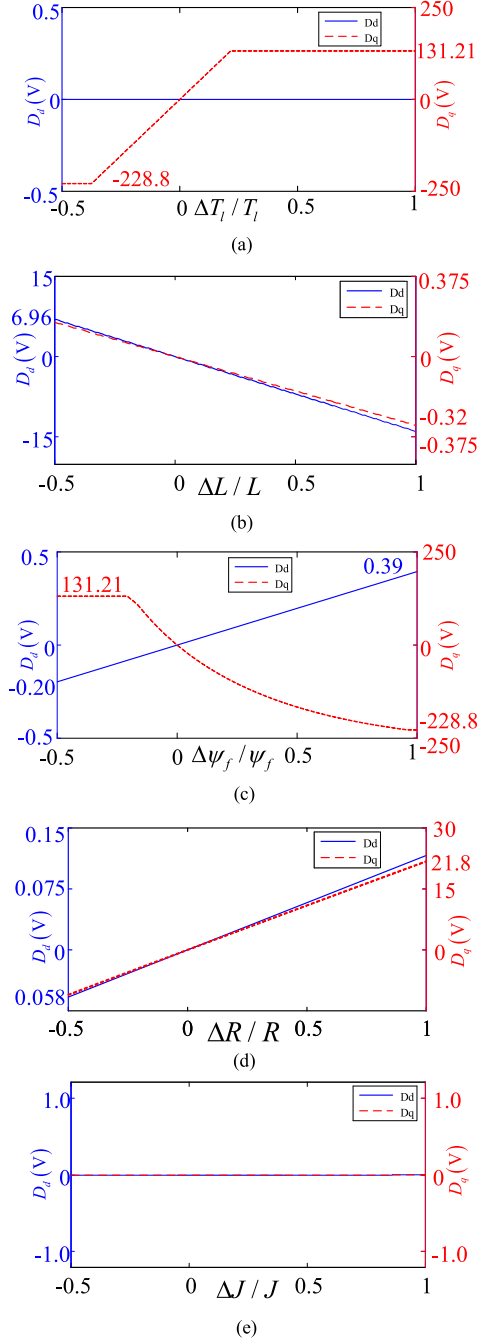 0.5
250
Dd
Dq
131.21
D_d (V)
0
0
D_q (V)
-228.8
-0.5
-250
-0.5
0
ΔT_l / T_l
0.5
1
(a)
15
0.375
Dd
Dq
6.96
D_d (V)
0
0
D_q (V)
-0.32
-15
-0.375
-0.5
0
ΔL / L
0.5
1
(b)
0.5
250
Dd
Dq
0.39
131.21
D_d (V)
0
0
D_q (V)
-0.20
-228.8
-0.5
-250
-0.5
0
Δψ_f / ψ_f
0.5
1
(c)
0.15
30
Dd
Dq
21.8
0.075
15
D_d (V)
0
0
D_q (V)
0.058
-0.5
0
ΔR / R
0.5
1
(d)
1.0
1.0
Dd
Dq
D_d (V)
0
0
D_q (V)
-1.0
-1.0
-0.5
0
ΔJ / J
0.5
1
(e)